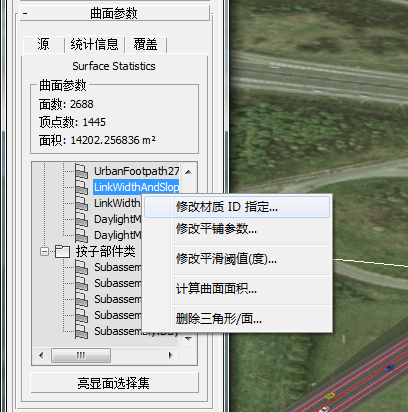 曲面参数
源 统计信息 覆盖
Surface Statistics
曲面参数
面数: 2688
顶点数: 1445
面积: 14202.256836 m²
UrbanFootpath27
LinkWidthAndSlop
LinkWidth
DaylightM
DaylightM
按子部件类
Subassem
Subassem
Subassem
Subassem
修改材质 ID 指定...
修改平铺参数...
修改平滑阈值(度)...
计算曲面面积...
删除三角形/面...
亮显面选择集